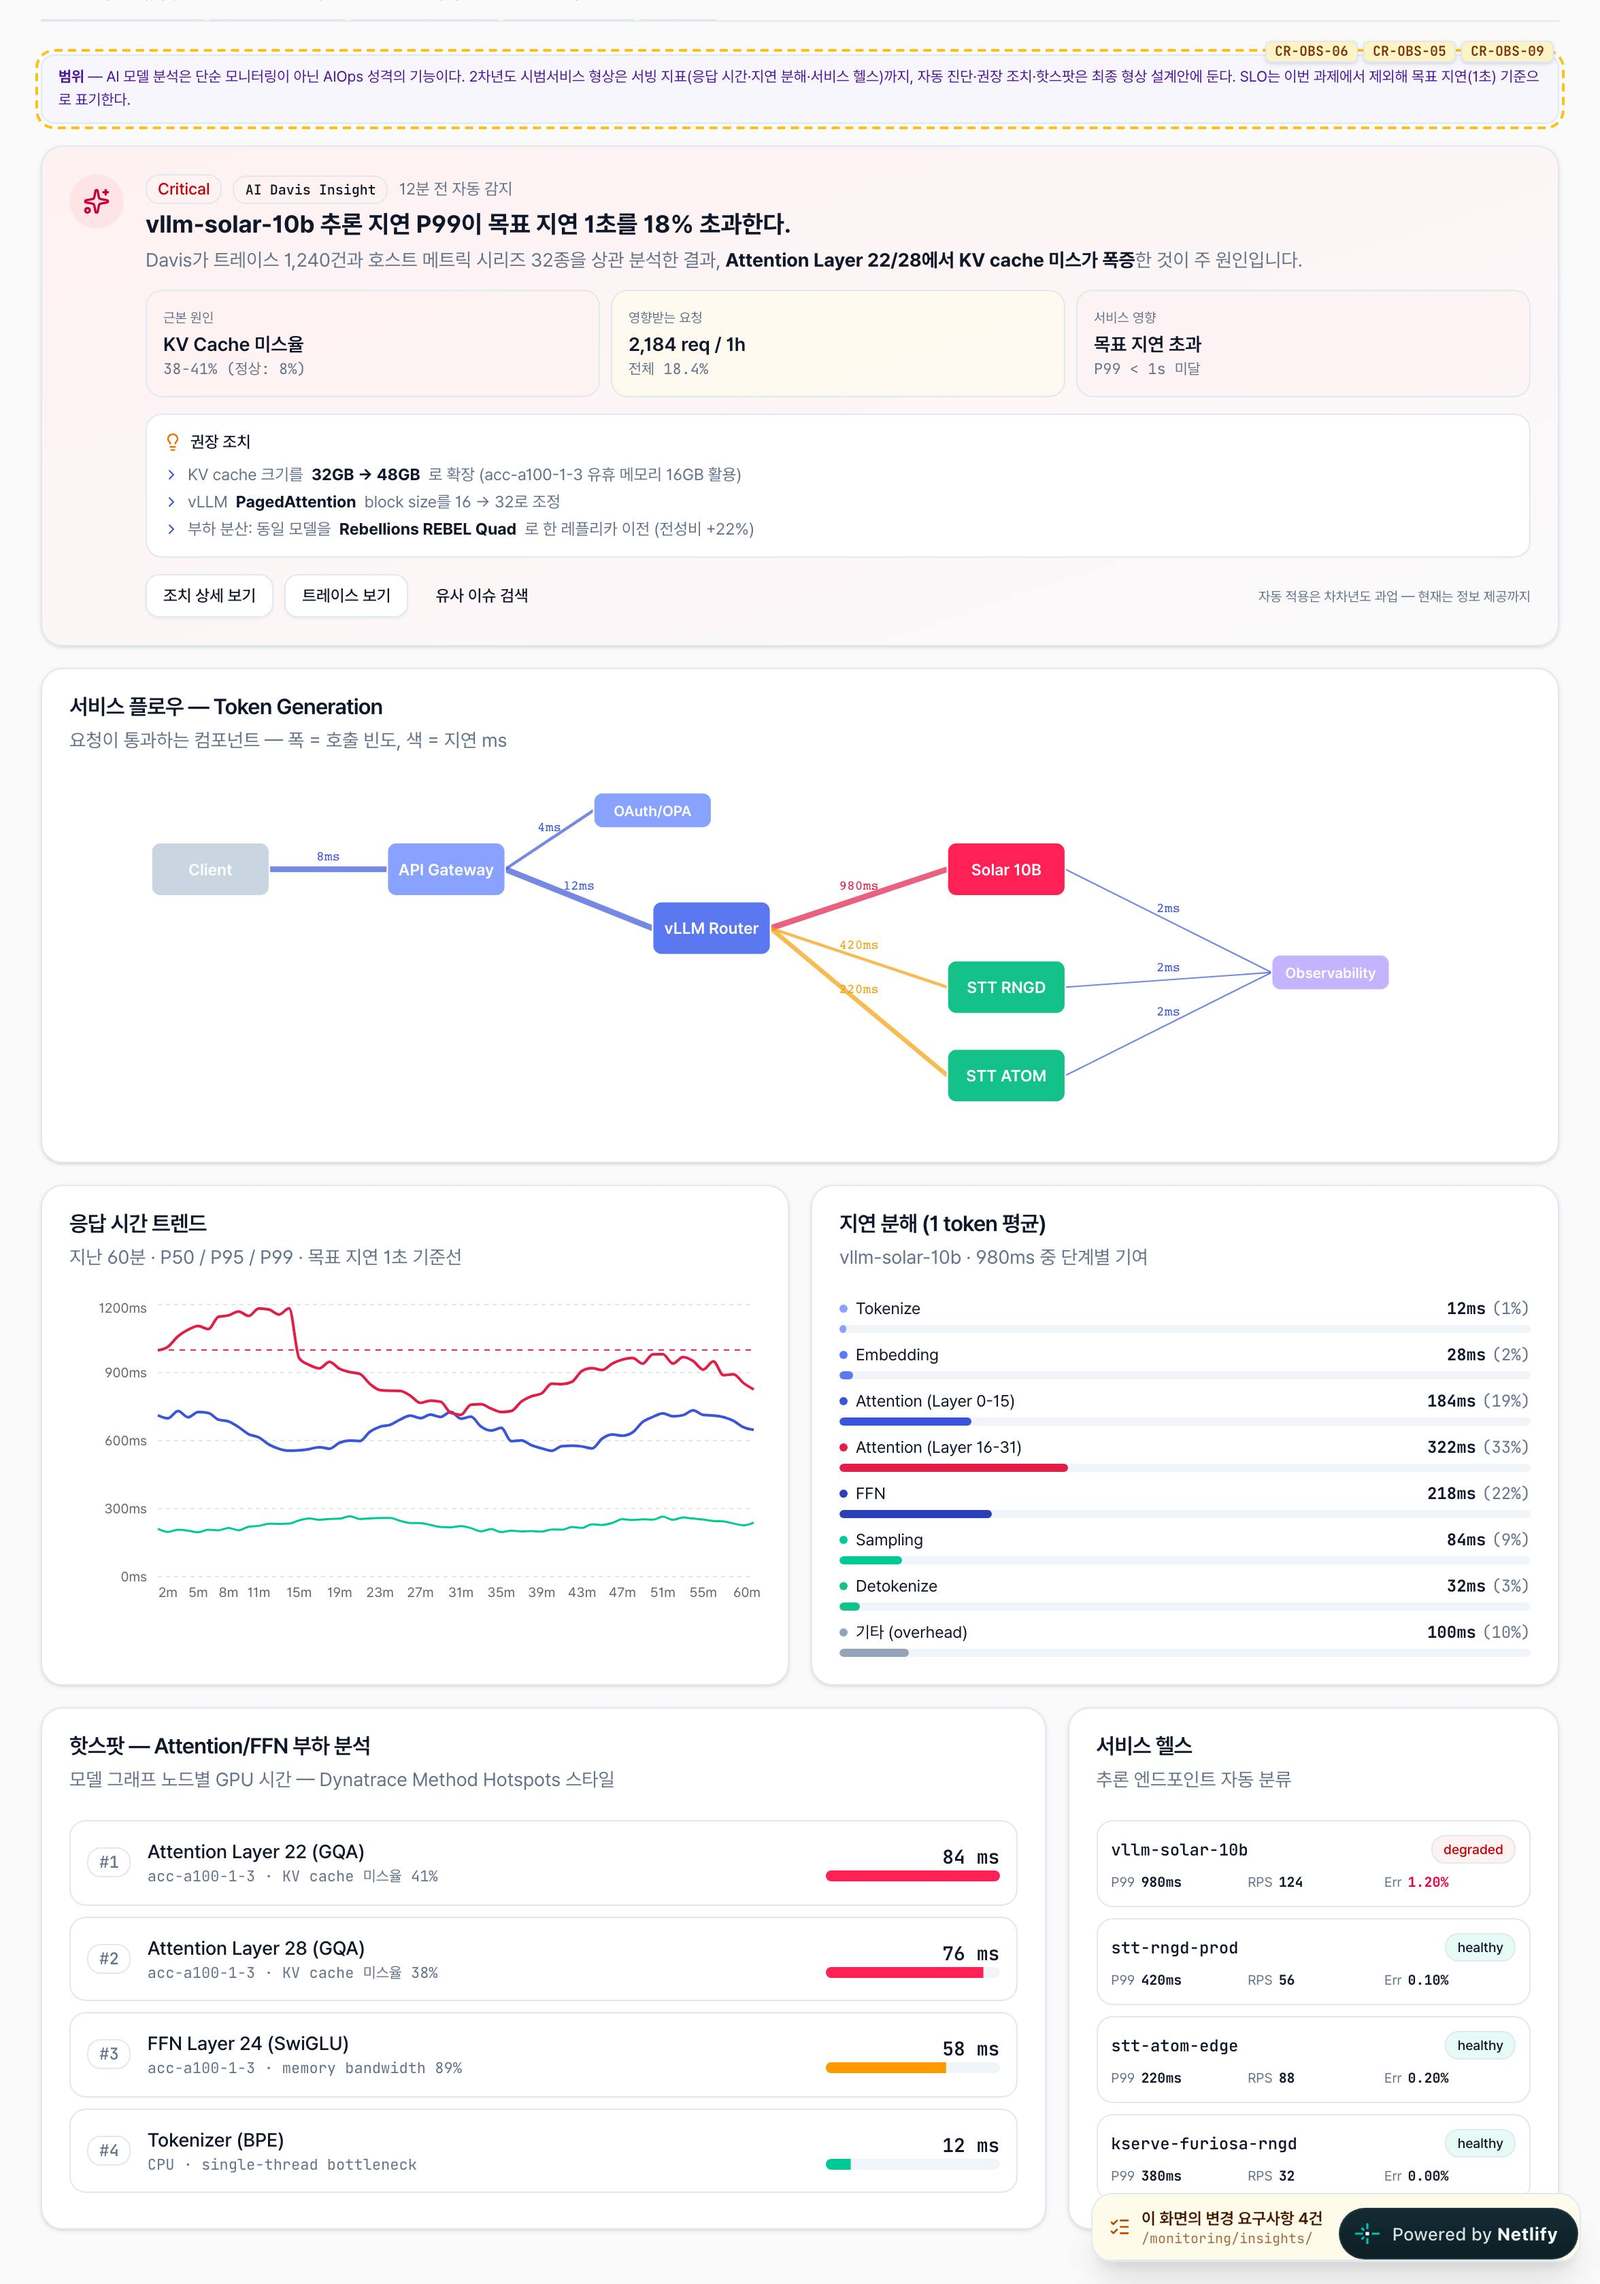 CR-OBS-06 CR-OBS-05 CR-OBS-09
범위 — AI 모델 분석은 단순 모니터링이 아닌 AIOps 성격의 기능이다. 2차년도 시범서비스 형상은 서빙 지표(응답 시간·지연 분해·서비스 헬스)까지, 자동 진단·권장 조치·핫스팟은 최종 형상 설계안에 둔다. SLO는 이번 과제에서 제외해 목표 지연(1초) 기준으
로 표기한다.
Critical AI Davis Insight 12분 전 자동 감지
vllm-solar-10b 추론 지연 P99이 목표 지연 1초를 18% 초과한다.
Davis가 트레이스 1,240건과 호스트 메트릭 시리즈 32종을 상관 분석한 결과, Attention Layer 22/28에서 KV cache 미스가 폭증한 것이 주 원인입니다.
근본 원인
KV Cache 미스율
38-41% (정상: 8%)
영향받는 요청
2,184 req / 1h
전체 18.4%
서비스 영향
목표 지연 초과
P99 < 1s 미달
권장 조치
KV cache 크기를 32GB → 48GB 로 확장 (acc-a100-1-3 유휴 메모리 16GB 활용)
vLLM PagedAttention block size를 16 → 32로 조정
부하 분산: 동일 모델을 Rebellions REBEL Quad 로 한 레플리카 이전 (전성비 +22%)
조치 상세 보기 트레이스 보기 유사 이슈 검색 자동 적용은 차차년도 과업 — 현재는 정보 제공까지
서비스 플로우 — Token Generation
요청이 통과하는 컴포넌트 — 폭 = 호출 빈도, 색 = 지연 ms
OAuth/OPA
4ms
Client 8ms API Gateway
12ms
vLLM Router
980ms
Solar 10B
420ms
STT RNGD
220ms
STT ATOM
2ms
2ms
2ms
Observability
응답 시간 트렌드
지난 60분 · P50 / P95 / P99 · 목표 지연 1초 기준선
1200ms
900ms
600ms
300ms
0ms
2m 5m 8m 11m 15m 19m 23m 27m 31m 35m 39m 43m 47m 51m 55m 60m
지연 분해 (1 token 평균)
vllm-solar-10b · 980ms 중 단계별 기여
Tokenize 12ms (1%)
Embedding 28ms (2%)
Attention (Layer 0-15) 184ms (19%)
Attention (Layer 16-31) 322ms (33%)
FFN 218ms (22%)
Sampling 84ms (9%)
Detokenize 32ms (3%)
기타 (overhead) 100ms (10%)
핫스팟 — Attention/FFN 부하 분석
모델 그래프 노드별 GPU 시간 — Dynatrace Method Hotspots 스타일
#1 Attention Layer 22 (GQA) 84 ms
acc-a100-1-3 · KV cache 미스율 41%
#2 Attention Layer 28 (GQA) 76 ms
acc-a100-1-3 · KV cache 미스율 38%
#3 FFN Layer 24 (SwiGLU) 58 ms
acc-a100-1-3 · memory bandwidth 89%
#4 Tokenizer (BPE) 12 ms
CPU · single-thread bottleneck
서비스 헬스
추론 엔드포인트 자동 분류
vllm-solar-10b degraded
P99 980ms RPS 124 Err 1.20%
stt-rngd-prod healthy
P99 420ms RPS 56 Err 0.10%
stt-atom-edge healthy
P99 220ms RPS 88 Err 0.20%
kserve-furiosa-rngd healthy
P99 380ms RPS 32 Err 0.00%
이 화면의 변경 요구사항 4건
/monitoring/insights/
Powered by Netlify